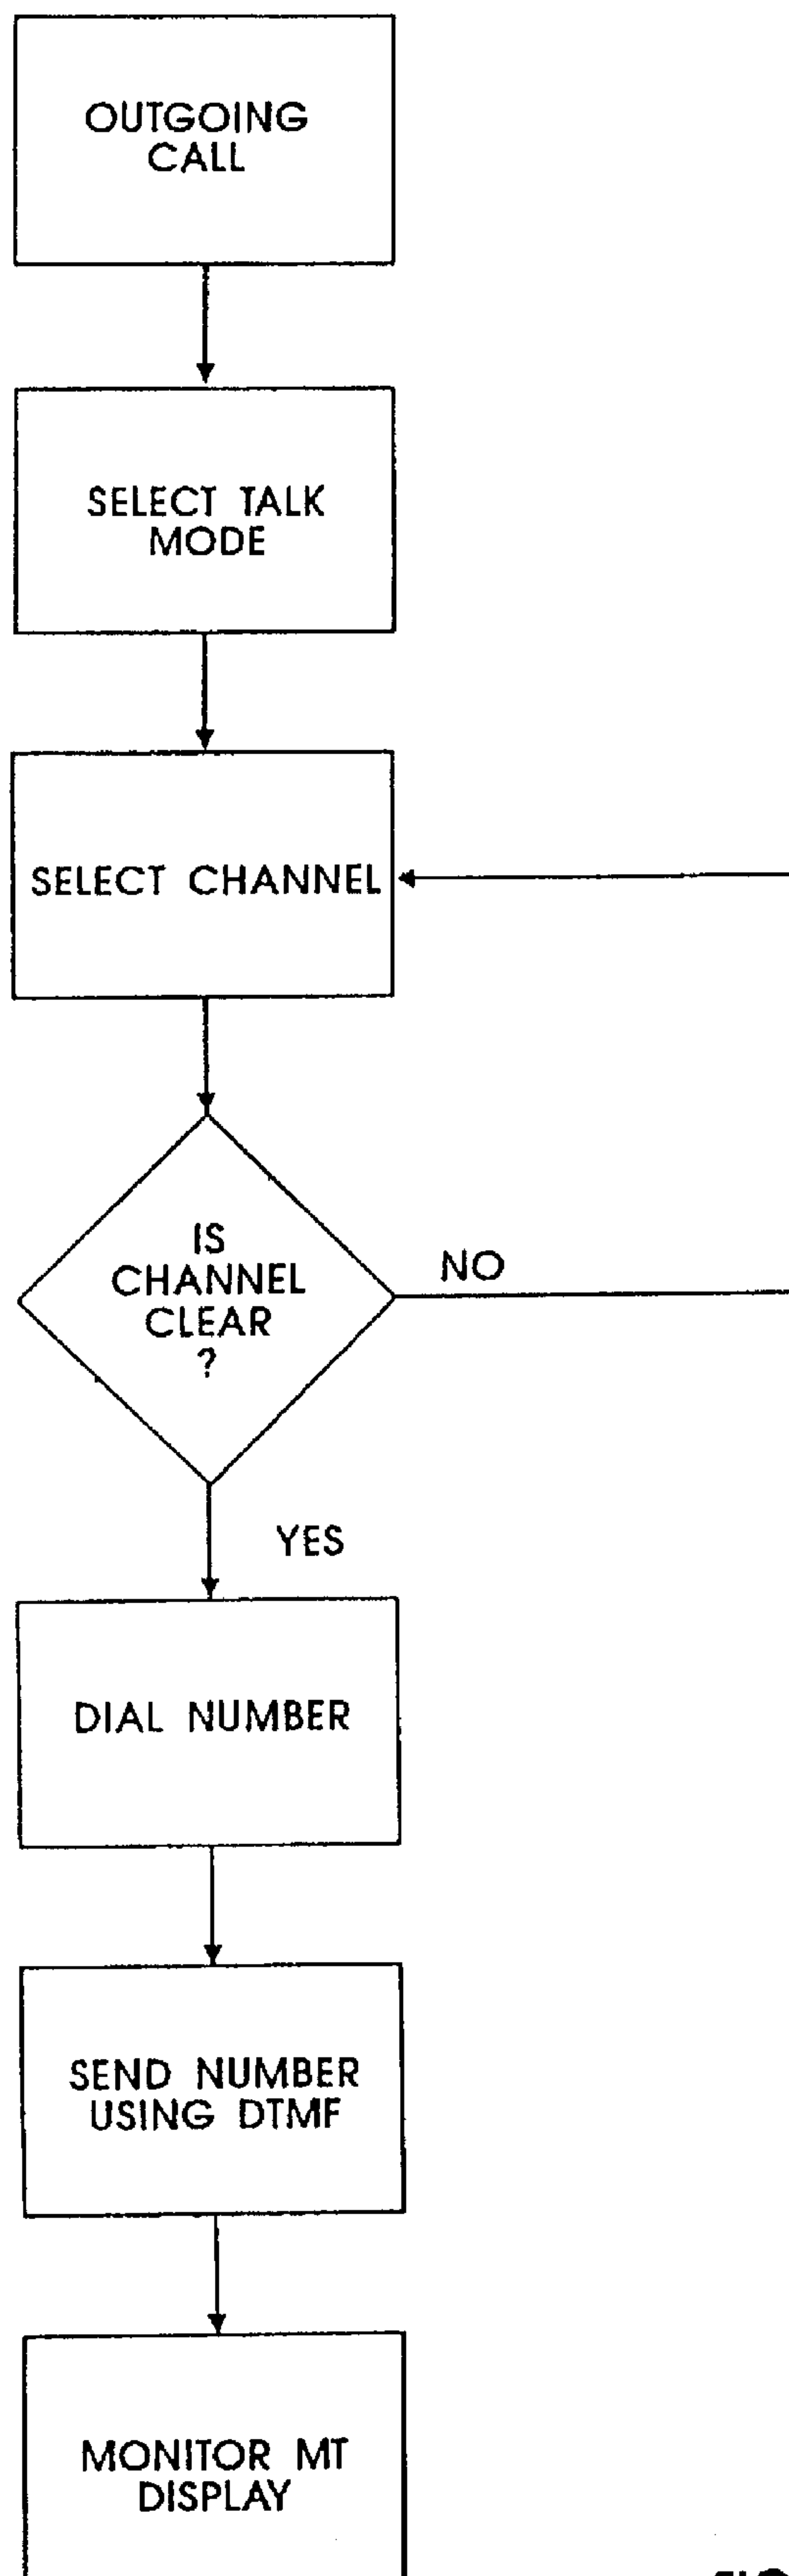 OUTGOING
CALL
SELECT TALK
MODE
SELECT CHANNEL
IS
CHANNEL
CLEAR
?
NO
YES
DIAL NUMBER
SEND NUMBER
USING DTMF
MONITOR MT
DISPLAY